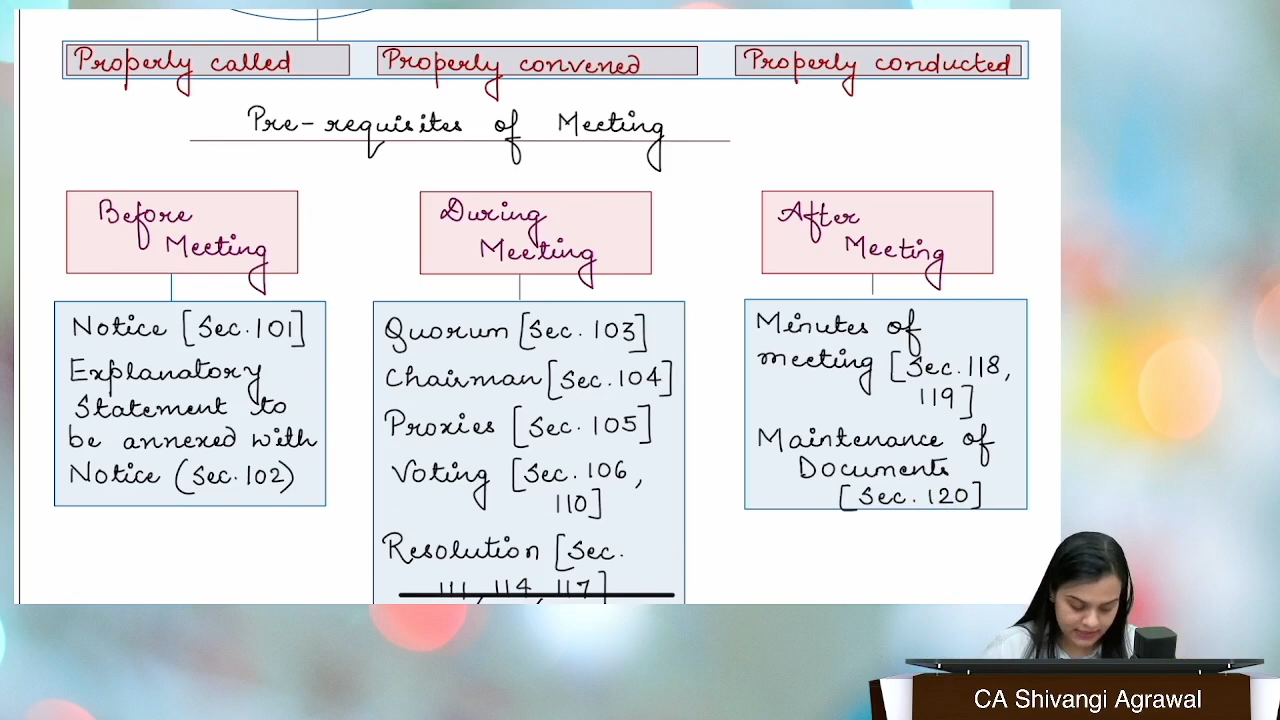 Properly called
Properly convened
Properly conducted
Pre-requisites of Meeting
Before
Meeting
Notice [Sec. 101]
Explanatory
Statement to
be annexed with
Notice (Sec. 102)
During
Meeting
Quorum [Sec. 103]
Chairman [Sec. 104]
Proxies [Sec. 105]
Voting [Sec. 106,
110]
Resolution [Sec.
111, 114, 117]
After
Meeting
Minutes of
meeting [Sec. 118,
119]
Maintenance of
Documents
[Sec. 120]
CA Shivangi Agrawal